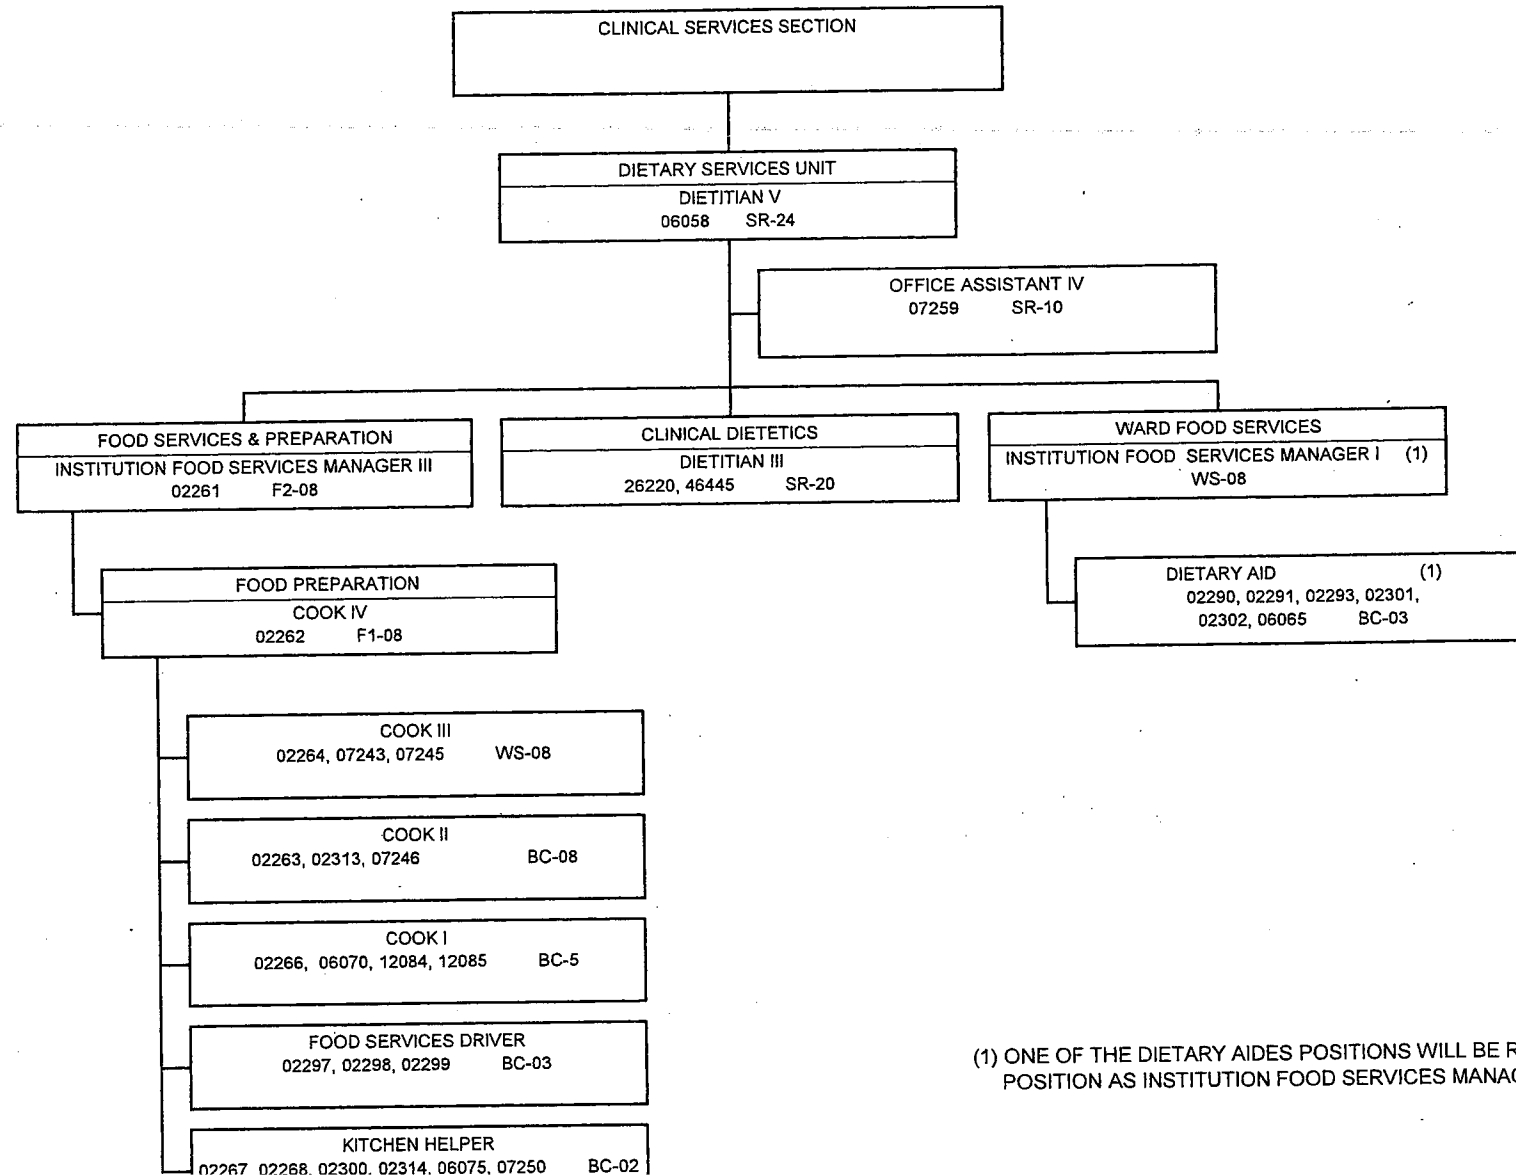 CLINICAL SERVICES SECTION
DIETARY SERVICES UNIT
DIETITIAN V
06058 SR-24
OFFICE ASSISTANT IV
07259 SR-10
FOOD SERVICES & PREPARATION
INSTITUTION FOOD SERVICES MANAGER III
02261 F2-08
CLINICAL DIETETICS
DIETITIAN III
26220, 46445 SR-20
WARD FOOD SERVICES
INSTITUTION FOOD SERVICES MANAGER I (1)
WS-08
FOOD PREPARATION
COOK IV
02262 F1-08
DIETARY AID (1)
02290, 02291, 02293, 02301,
02302, 06065 BC-03
COOK III
02264, 07243, 07245 WS-08
COOK II
02263, 02313, 07246 BC-08
COOK I
02266, 06070, 12084, 12085 BC-5
FOOD SERVICES DRIVER
02297, 02298, 02299 BC-03
KITCHEN HELPER
02267, 02268, 02300, 02314, 06075, 07250 BC-02
(1) ONE OF THE DIETARY AIDES POSITIONS WILL BE R
POSITION AS INSTITUTION FOOD SERVICES MANAG